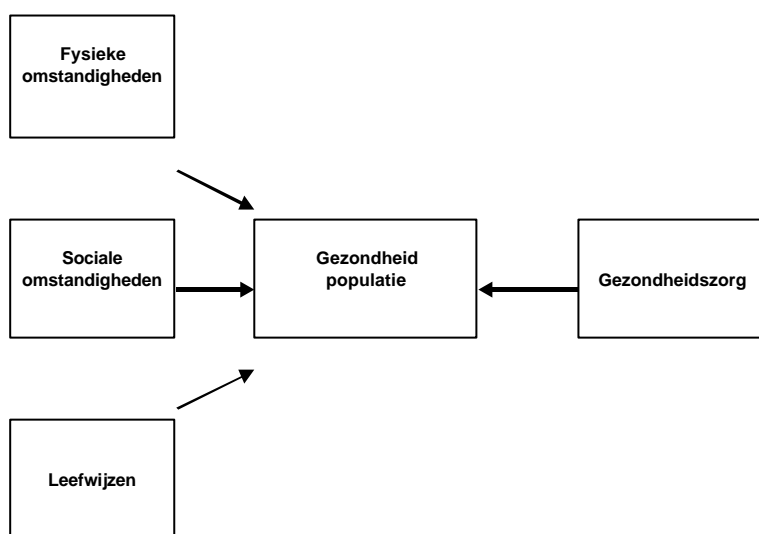 Fysieke
omstandigheden
Sociale
omstandigheden
Gezondheid
populatie
Gezondheidszorg
Leefwijzen